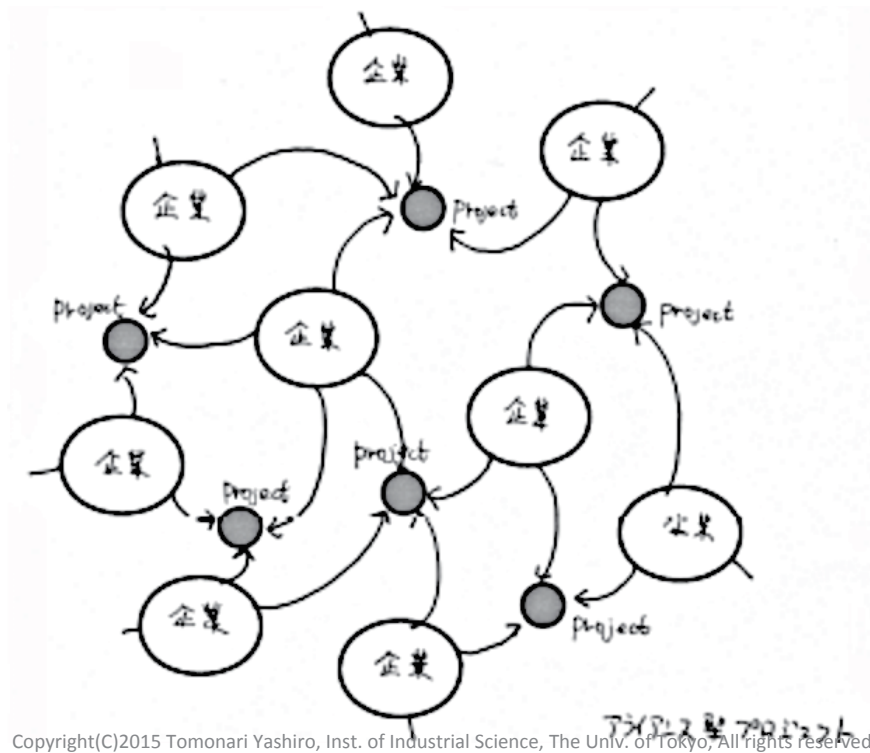 企業
企業
企業
project
project
企業
project
企業
企業
project
企業
project
企業
企業
project
企業
アライアンス型プロジェクト
Copyright(C)2015 Tomonari Yashiro, Inst. of Industrial Science, The Univ. of Tokyo, All rights reserved